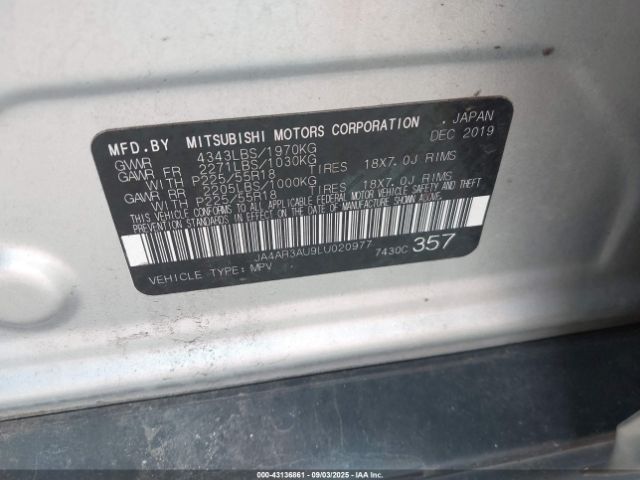 MFD.BY MITSUBISHI MOTORS CORPORATION , JAPAN
GVWR 4343LBS/1970KG DEC 2019
GAWR FR 2271LBS/1030KG
WITH P225/55R18 TIRES 18X7.0J RIMS
GAWR RR 2205LBS/1000KG
WITH P225/55R18 TIRES 18X7.0J RIMS
THIS VEHICLE CONFORMS TO ALL APPLICABLE FEDERAL MOTOR VEHICLE SAFETY AND
THEFT PREVENTION STANDARDS IN EFFECT ON THE DATE OF MANUFACTURE SHOWN ABOVE.
JA4AR3AU9LU020977 7430C 357
VEHICLE TYPE: MPV
000-43136861 - 09/03/2025 - IAA Inc.